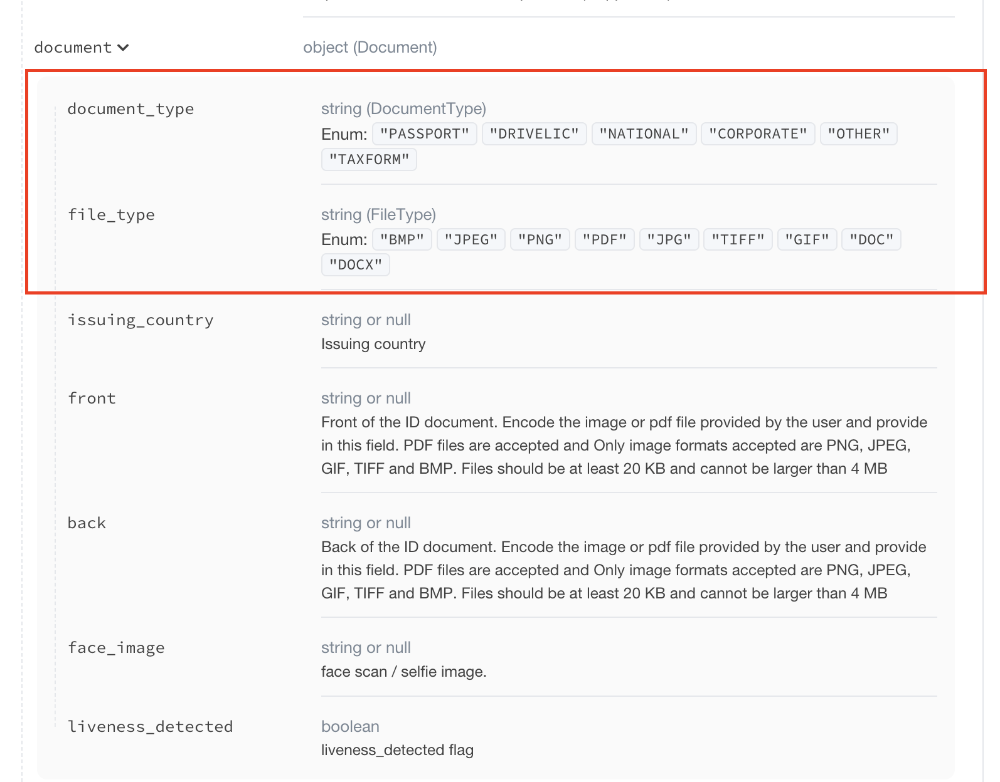 document
object (Document)
document_type
string (DocumentType)
Enum: "PASSPORT" "DRIVELIC" "NATIONAL" "CORPORATE" "OTHER"
"TAXFORM"
file_type
string (FileType)
Enum: "BMP" "JPEG" "PNG" "PDF" "JPG" "TIFF" "GIF" "DOC"
"DOCX"
issuing_country
string or null
Issuing country
front
string or null
Front of the ID document. Encode the image or pdf file provided by the user and provide
in this field. PDF files are accepted and Only image formats accepted are PNG, JPEG,
GIF, TIFF and BMP. Files should be at least 20 KB and cannot be larger than 4 MB
back
string or null
Back of the ID document. Encode the image or pdf file provided by the user and provide
in this field. PDF files are accepted and Only image formats accepted are PNG, JPEG,
GIF, TIFF and BMP. Files should be at least 20 KB and cannot be larger than 4 MB
face_image
string or null
face scan / selfie image.
liveness_detected
boolean
liveness_detected flag